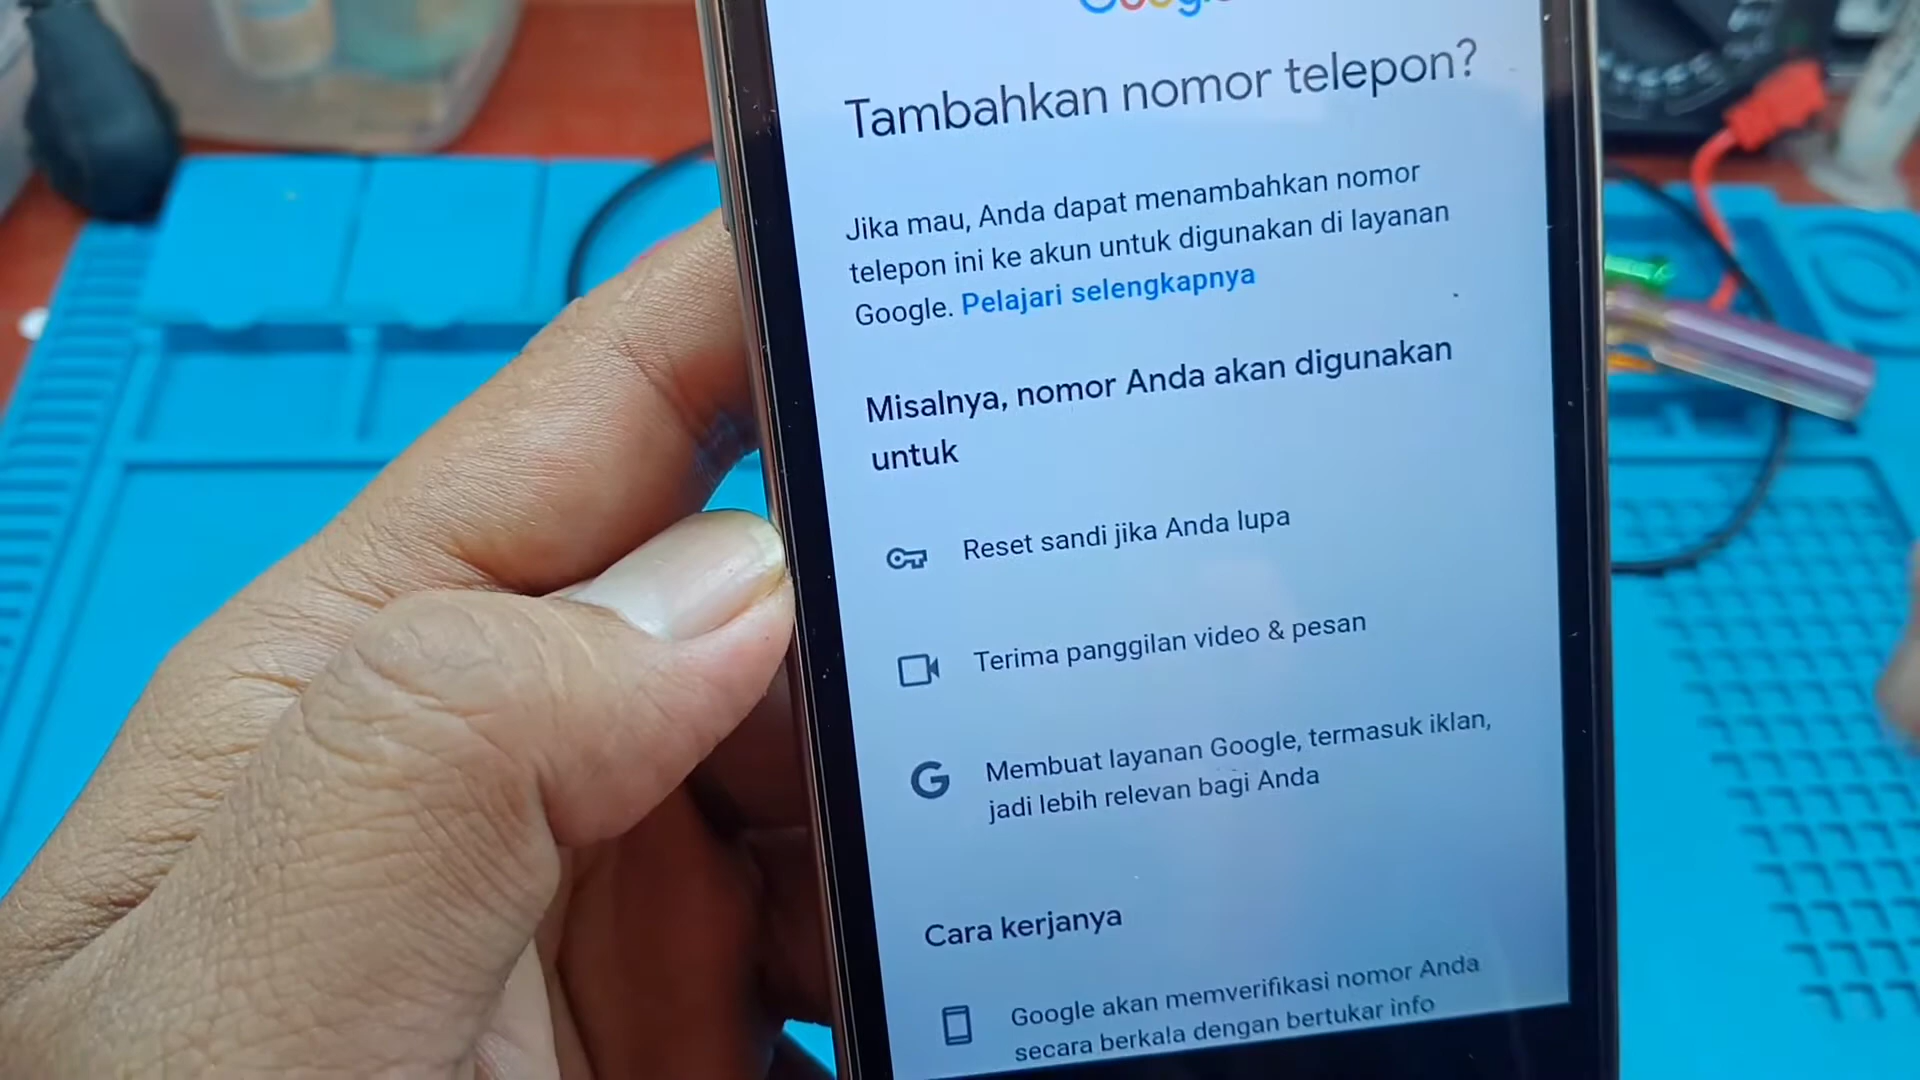 Google
Tambahkan nomor telepon?
Jika mau, Anda dapat menambahkan nomor
telepon ini ke akun untuk digunakan di layanan
Google. Pelajari selengkapnya
Misalnya, nomor Anda akan digunakan
untuk
Reset sandi jika Anda lupa
Terima panggilan video & pesan
G Membuat layanan Google, termasuk iklan,
jadi lebih relevan bagi Anda
Cara kerjanya
Google akan memverifikasi nomor Anda
secara berkala dengan bertukar info